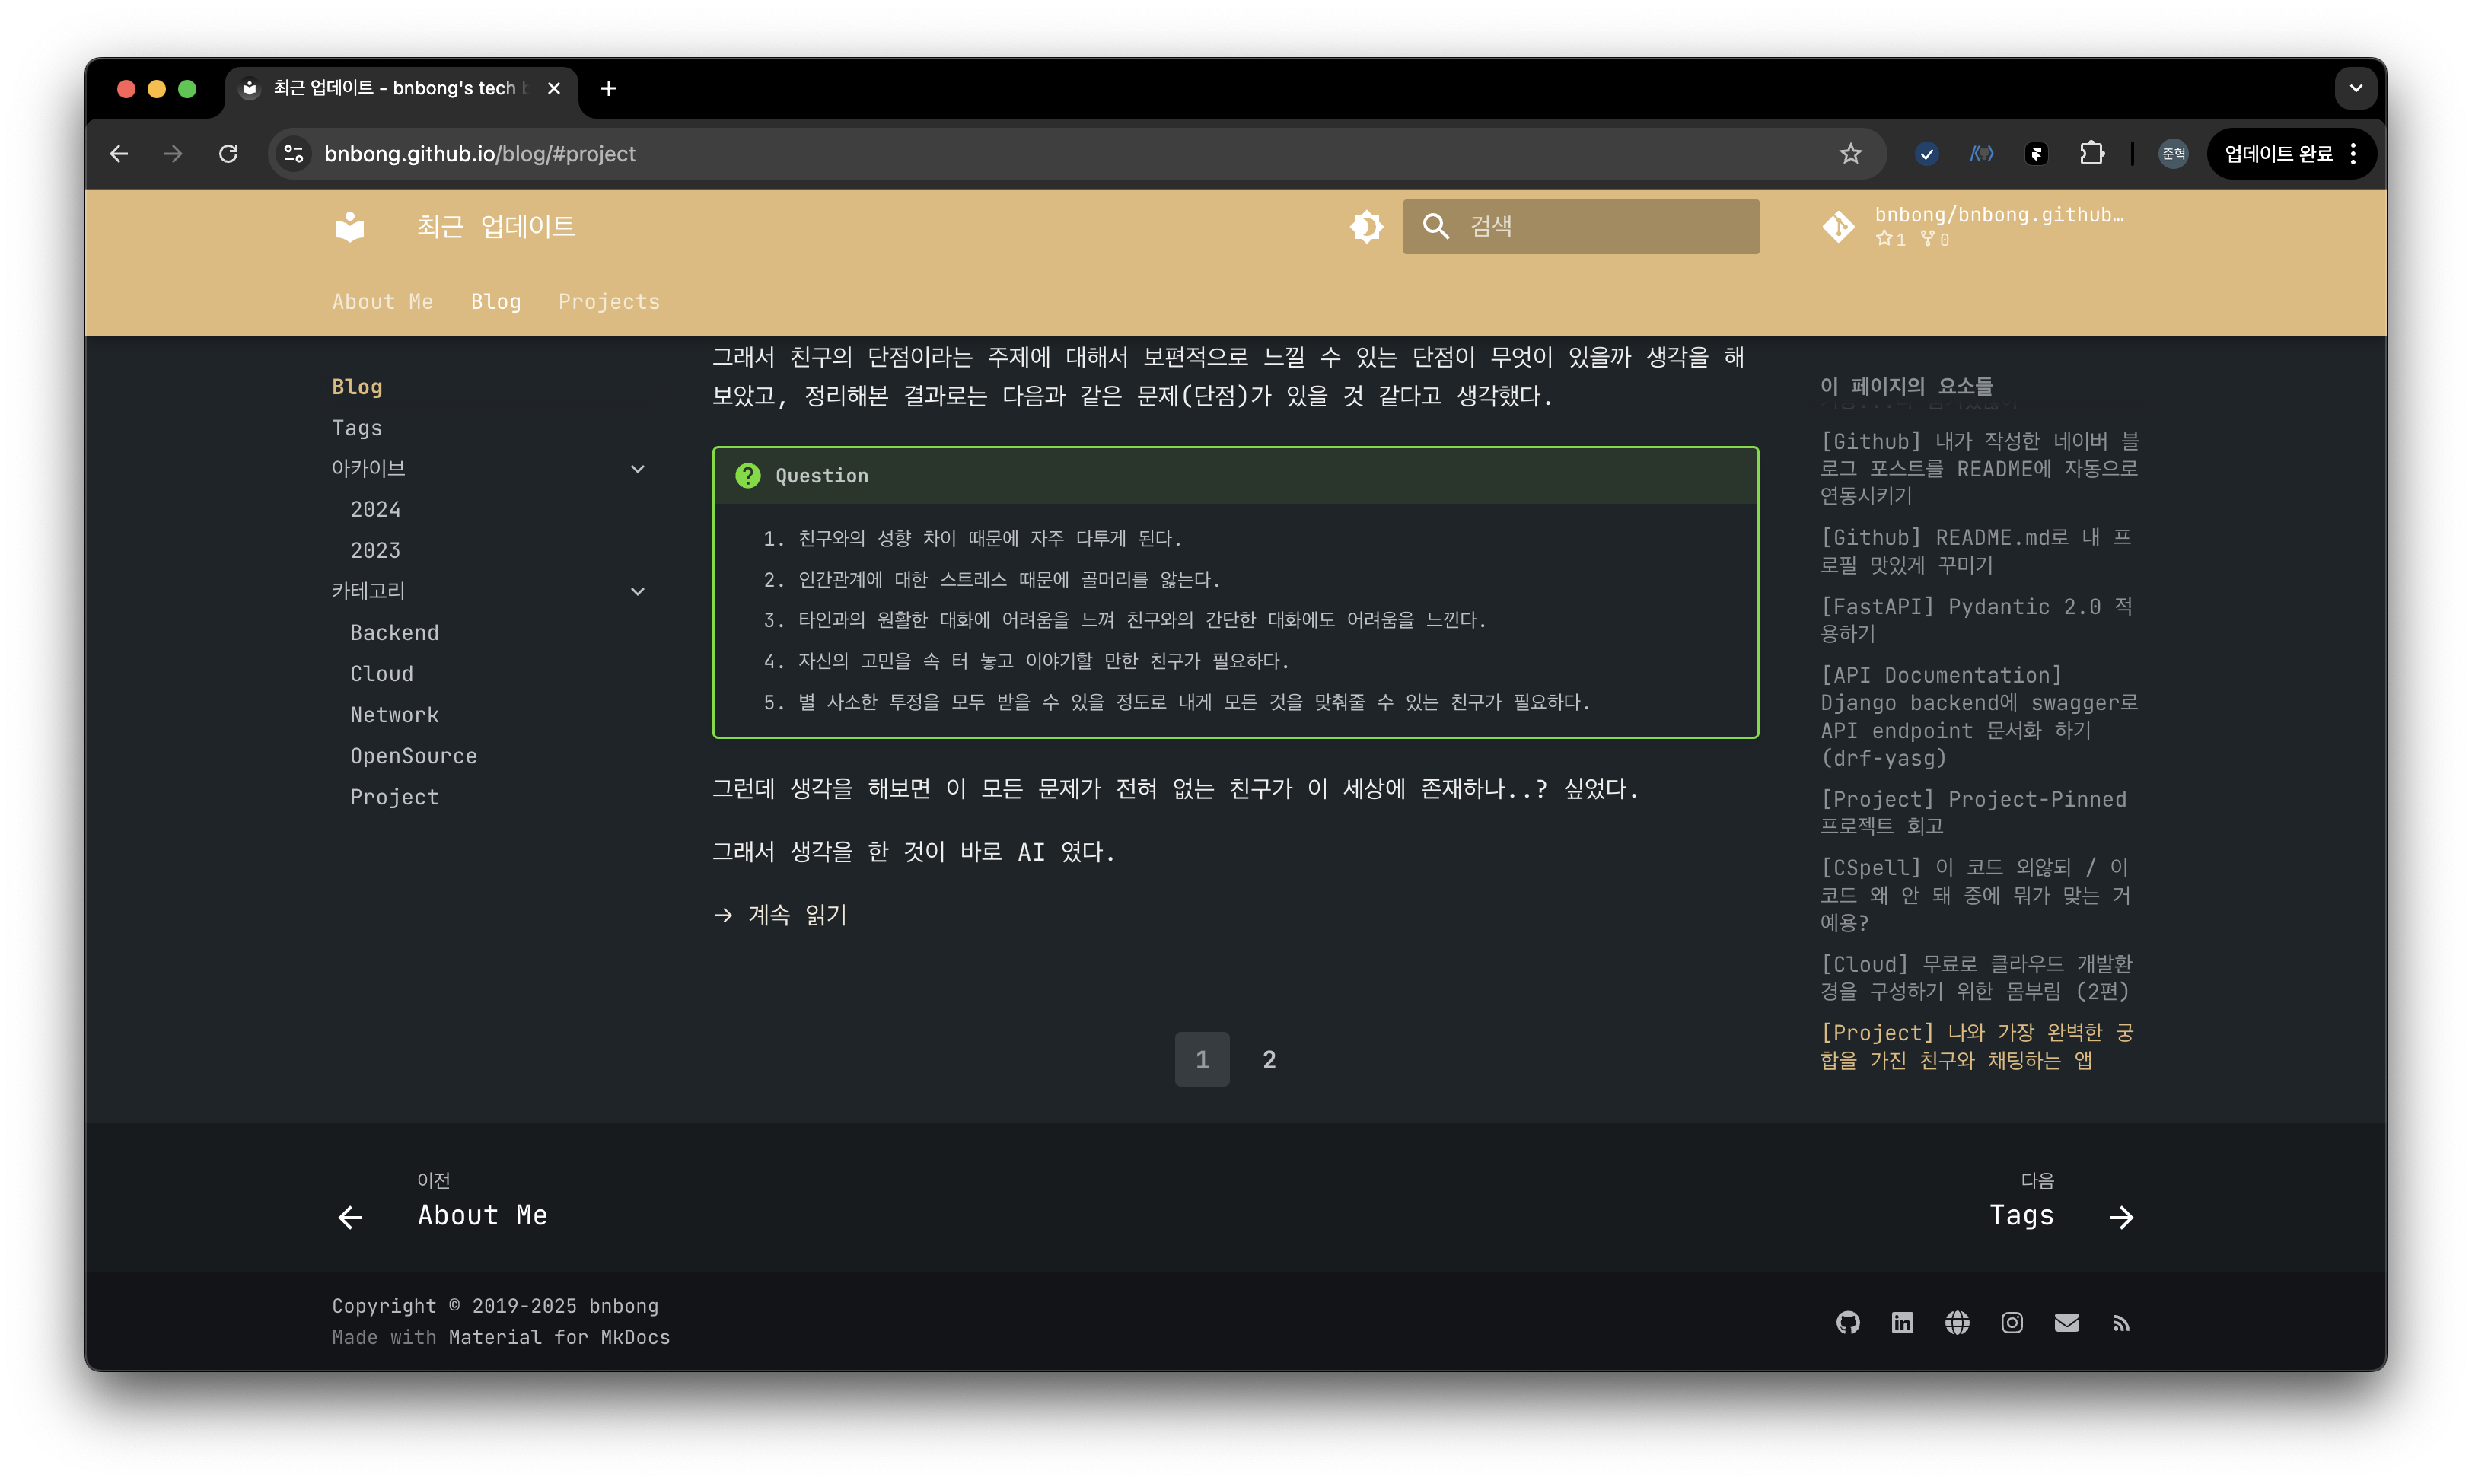 최근 업데이트 - bnbong's tech
bnbong.github.io/blog/#project
준혁
업데이트 완료
최근 업데이트
검색
bnbong/bnbong.github…
1 0
About Me Blog Projects
Blog
Tags
아카이브
2024
2023
카테고리
Backend
Cloud
Network
OpenSource
Project
그래서 친구의 단점이라는 주제에 대해서 보편적으로 느낄 수 있는 단점이 무엇이 있을까 생각을 해
보았고, 정리해본 결과로는 다음과 같은 문제(단점)가 있을 것 같다고 생각했다.
Question
1. 친구와의 성향 차이 때문에 자주 다투게 된다.
2. 인간관계에 대한 스트레스 때문에 골머리를 앓는다.
3. 타인과의 원활한 대화에 어려움을 느껴 친구와의 간단한 대화에도 어려움을 느낀다.
4. 자신의 고민을 속 터 놓고 이야기할 만한 친구가 필요하다.
5. 별 사소한 투정을 모두 받을 수 있을 정도로 내게 모든 것을 맞춰줄 수 있는 친구가 필요하다.
그런데 생각을 해보면 이 모든 문제가 전혀 없는 친구가 이 세상에 존재하나..? 싶었다.
그래서 생각을 한 것이 바로 AI 였다.
→ 계속 읽기
1 2
이 페이지의 요소들
[Github] 내가 작성한 네이버 블
로그 포스트를 README에 자동으로
연동시키기
[Github] README.md로 내 프
로필 맛있게 꾸미기
[FastAPI] Pydantic 2.0 적
용하기
[API Documentation]
Django backend에 swagger로
API endpoint 문서화 하기
(drf-yasg)
[Project] Project-Pinned
프로젝트 회고
[CSpell] 이 코드 외않되 / 이
코드 왜 안 돼 중에 뭐가 맞는 거
예용?
[Cloud] 무료로 클라우드 개발환
경을 구성하기 위한 몸부림 (2편)
[Project] 나와 가장 완벽한 궁
합을 가진 친구와 채팅하는 앱
이전
About Me
다음
Tags
Copyright © 2019-2025 bnbong
Made with Material for MkDocs